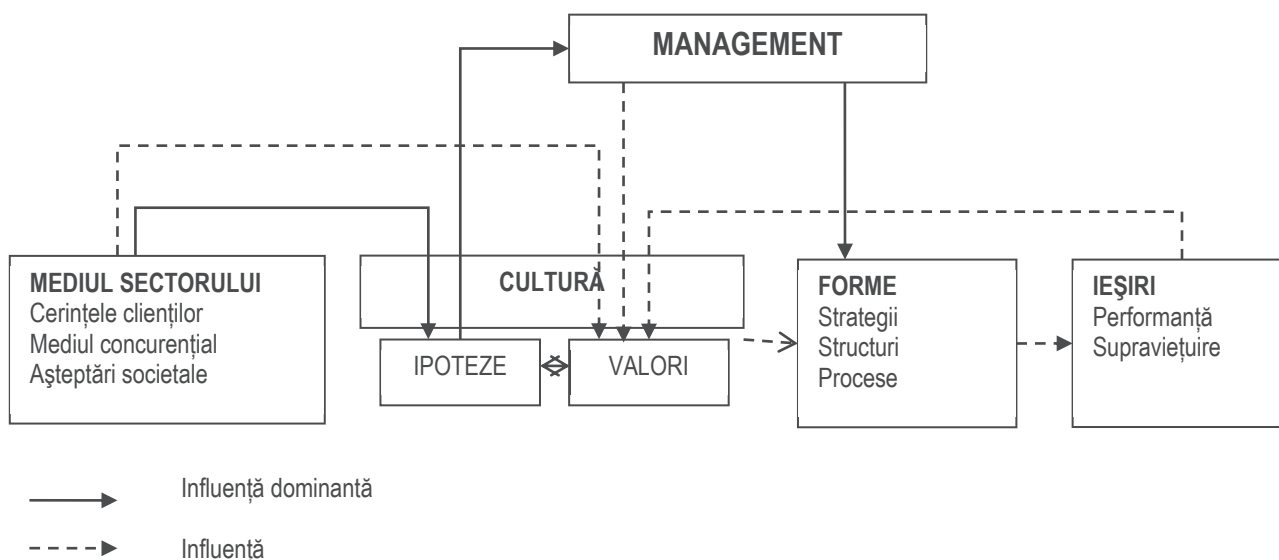 MANAGEMENT
MEDIUL SECTORULUI
Cerințele clienților
Mediul concurențial
Aşteptări societale
CULTURĂ
IPOTEZE
VALORI
FORME
Strategii
Structuri
Procese
IEŞIRI
Performanță
Supraviețuire
Influență dominantă
Influență